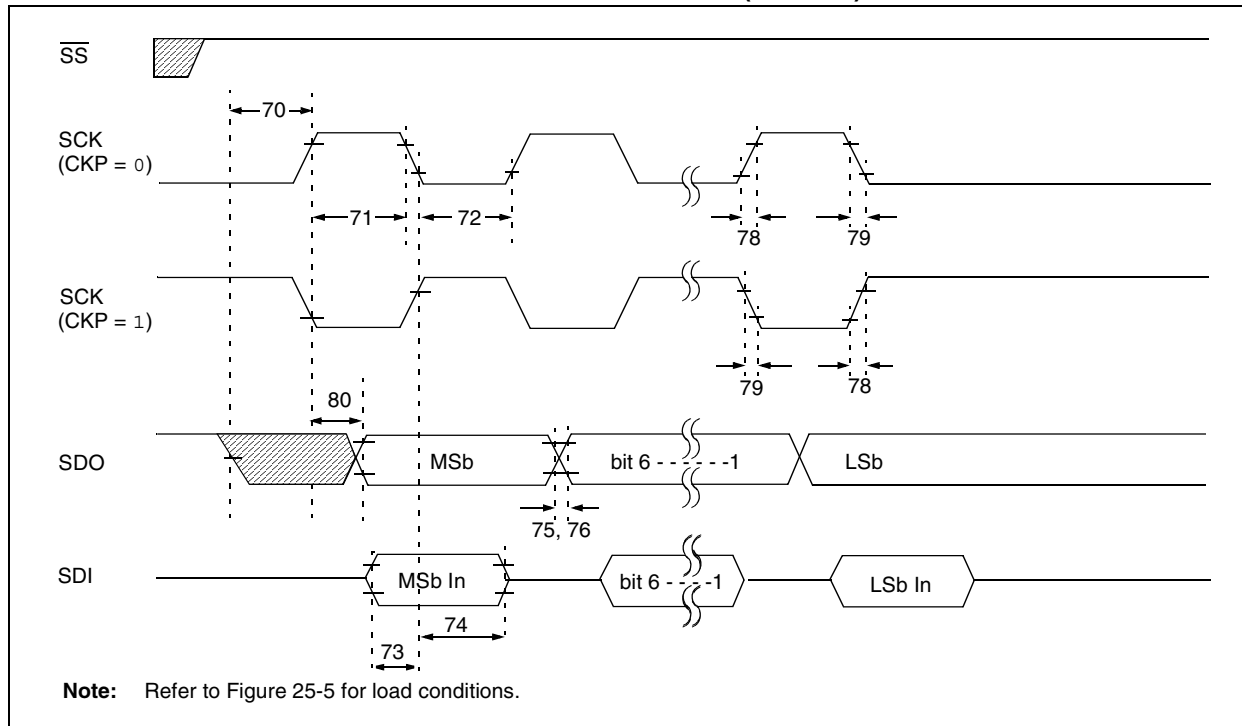 SS
70
SCK
(CKP = 0)
71
72
78
79
SCK
(CKP = 1)
79
78
80
SDO
MSb
bit 6 - - - - - -1
LSb
75, 76
SDI
MSb In
bit 6 - - - -1
LSb In
74
73
Note: Refer to Figure 25-5 for load conditions.